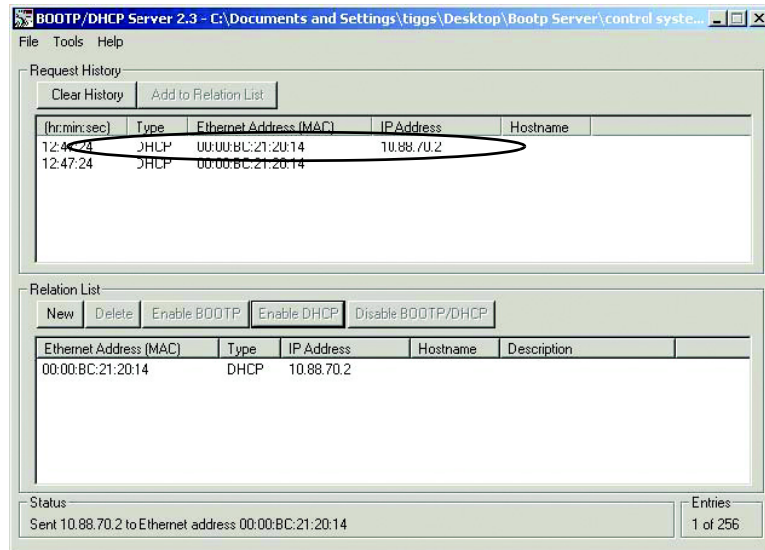 BOOTP/DHCP Server 2.3 - C:\Documents and Settings\tiggs\Desktop\Bootp Server\control syste...
File Tools Help
Request History
Clear History Add to Relation List
(hr:min:sec) Type Ethernet Address (MAC) IP Address Hostname
12:47:24 DHCP 00:00:BC:21:20:14 10.88.70.2
12:47:24 DHCP 00:00:BC:21:20:14
Relation List
New Delete Enable BOOTP Enable DHCP Disable BOOTP/DHCP
Ethernet Address (MAC) Type IP Address Hostname Description
00:00:BC:21:20:14 DHCP 10.88.70.2
Status
Sent 10.88.70.2 to Ethernet address 00:00:BC:21:20:14
Entries
1 of 256